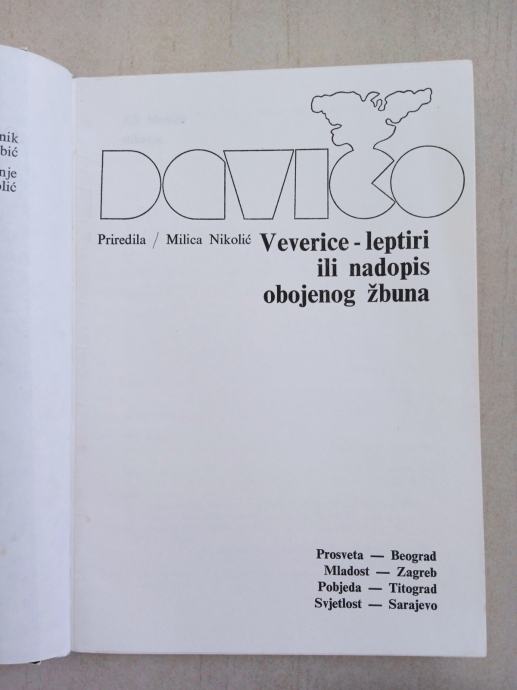 nik
bić
nje
olić
DAVIČO
Priredila / Milica Nikolić
Veverice - leptiri
ili nadopis
obojenog žbuna
Prosveta — Beograd
Mladost — Zagreb
Pobjeda — Titograd
Svjetlost — Sarajevo